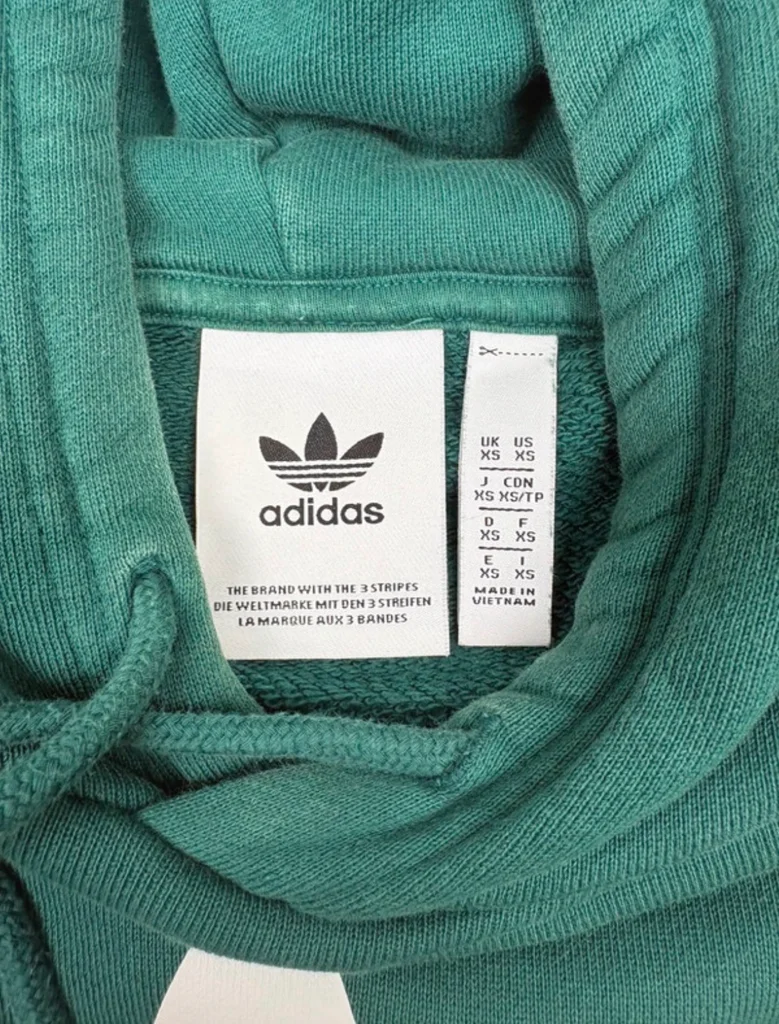 adidas
THE BRAND WITH THE 3 STRIPES
DIE WELTMARKE MIT DEN 3 STREIFEN
LA MARQUE AUX 3 BANDES
UK US
XS XS
J CDN
XS XS/TP
D F
XS XS
E I
XS XS
MADE IN
VIETNAM